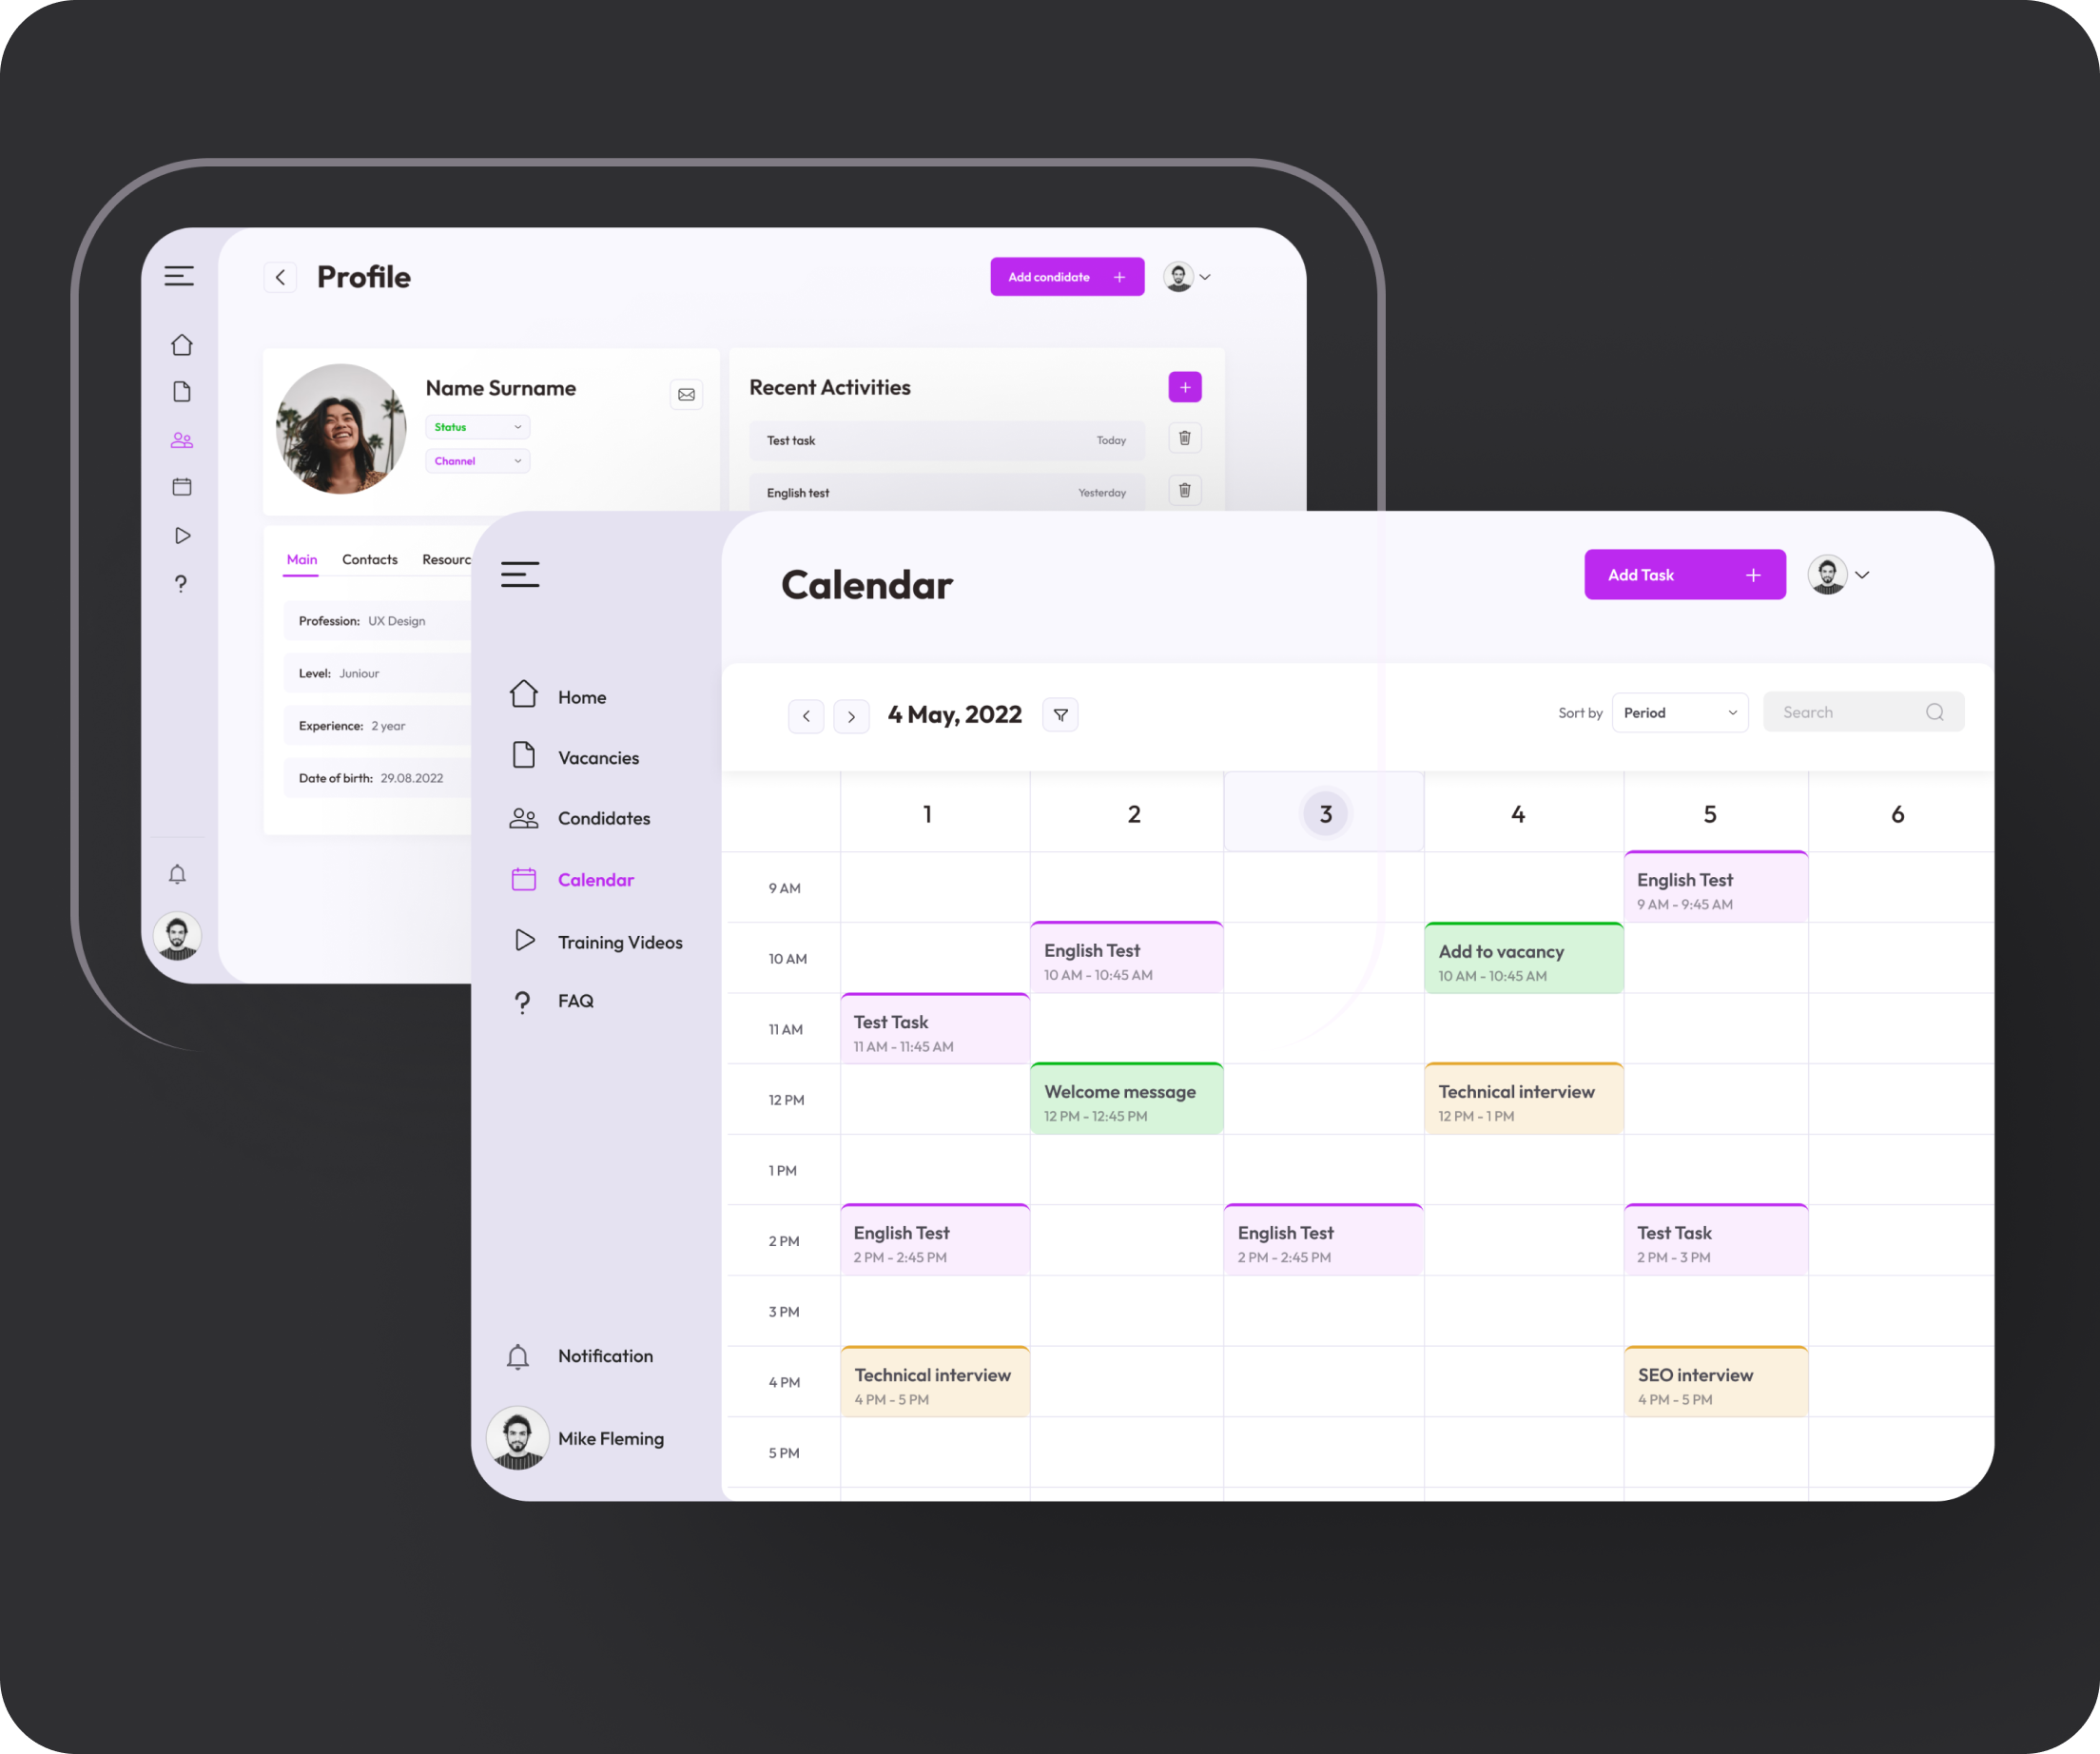 Profile
Add condidate
Name Surname
Status
Channel
Recent Activities
Test task Today
English test Yesterday
Main Contacts Resourc
Profession: UX Design
Level: Juniour
Experience: 2 year
Date of birth: 29.08.2022
Calendar
Add Task
Home
Vacancies
Condidates
Calendar
Training Videos
FAQ
Notification
Mike Fleming
4 May, 2022
Sort by Period Search
1 2 3 4 5 6
9 AM
English Test
9 AM - 9:45 AM
10 AM
English Test
10 AM - 10:45 AM
Add to vacancy
10 AM - 10:45 AM
11 AM
Test Task
11 AM - 11:45 AM
12 PM
Welcome message
12 PM - 12:45 PM
Technical interview
12 PM - 1 PM
1 PM
2 PM
English Test
2 PM - 2:45 PM
English Test
2 PM - 2:45 PM
Test Task
2 PM - 3 PM
3 PM
4 PM
Technical interview
4 PM - 5 PM
SEO interview
4 PM - 5 PM
5 PM